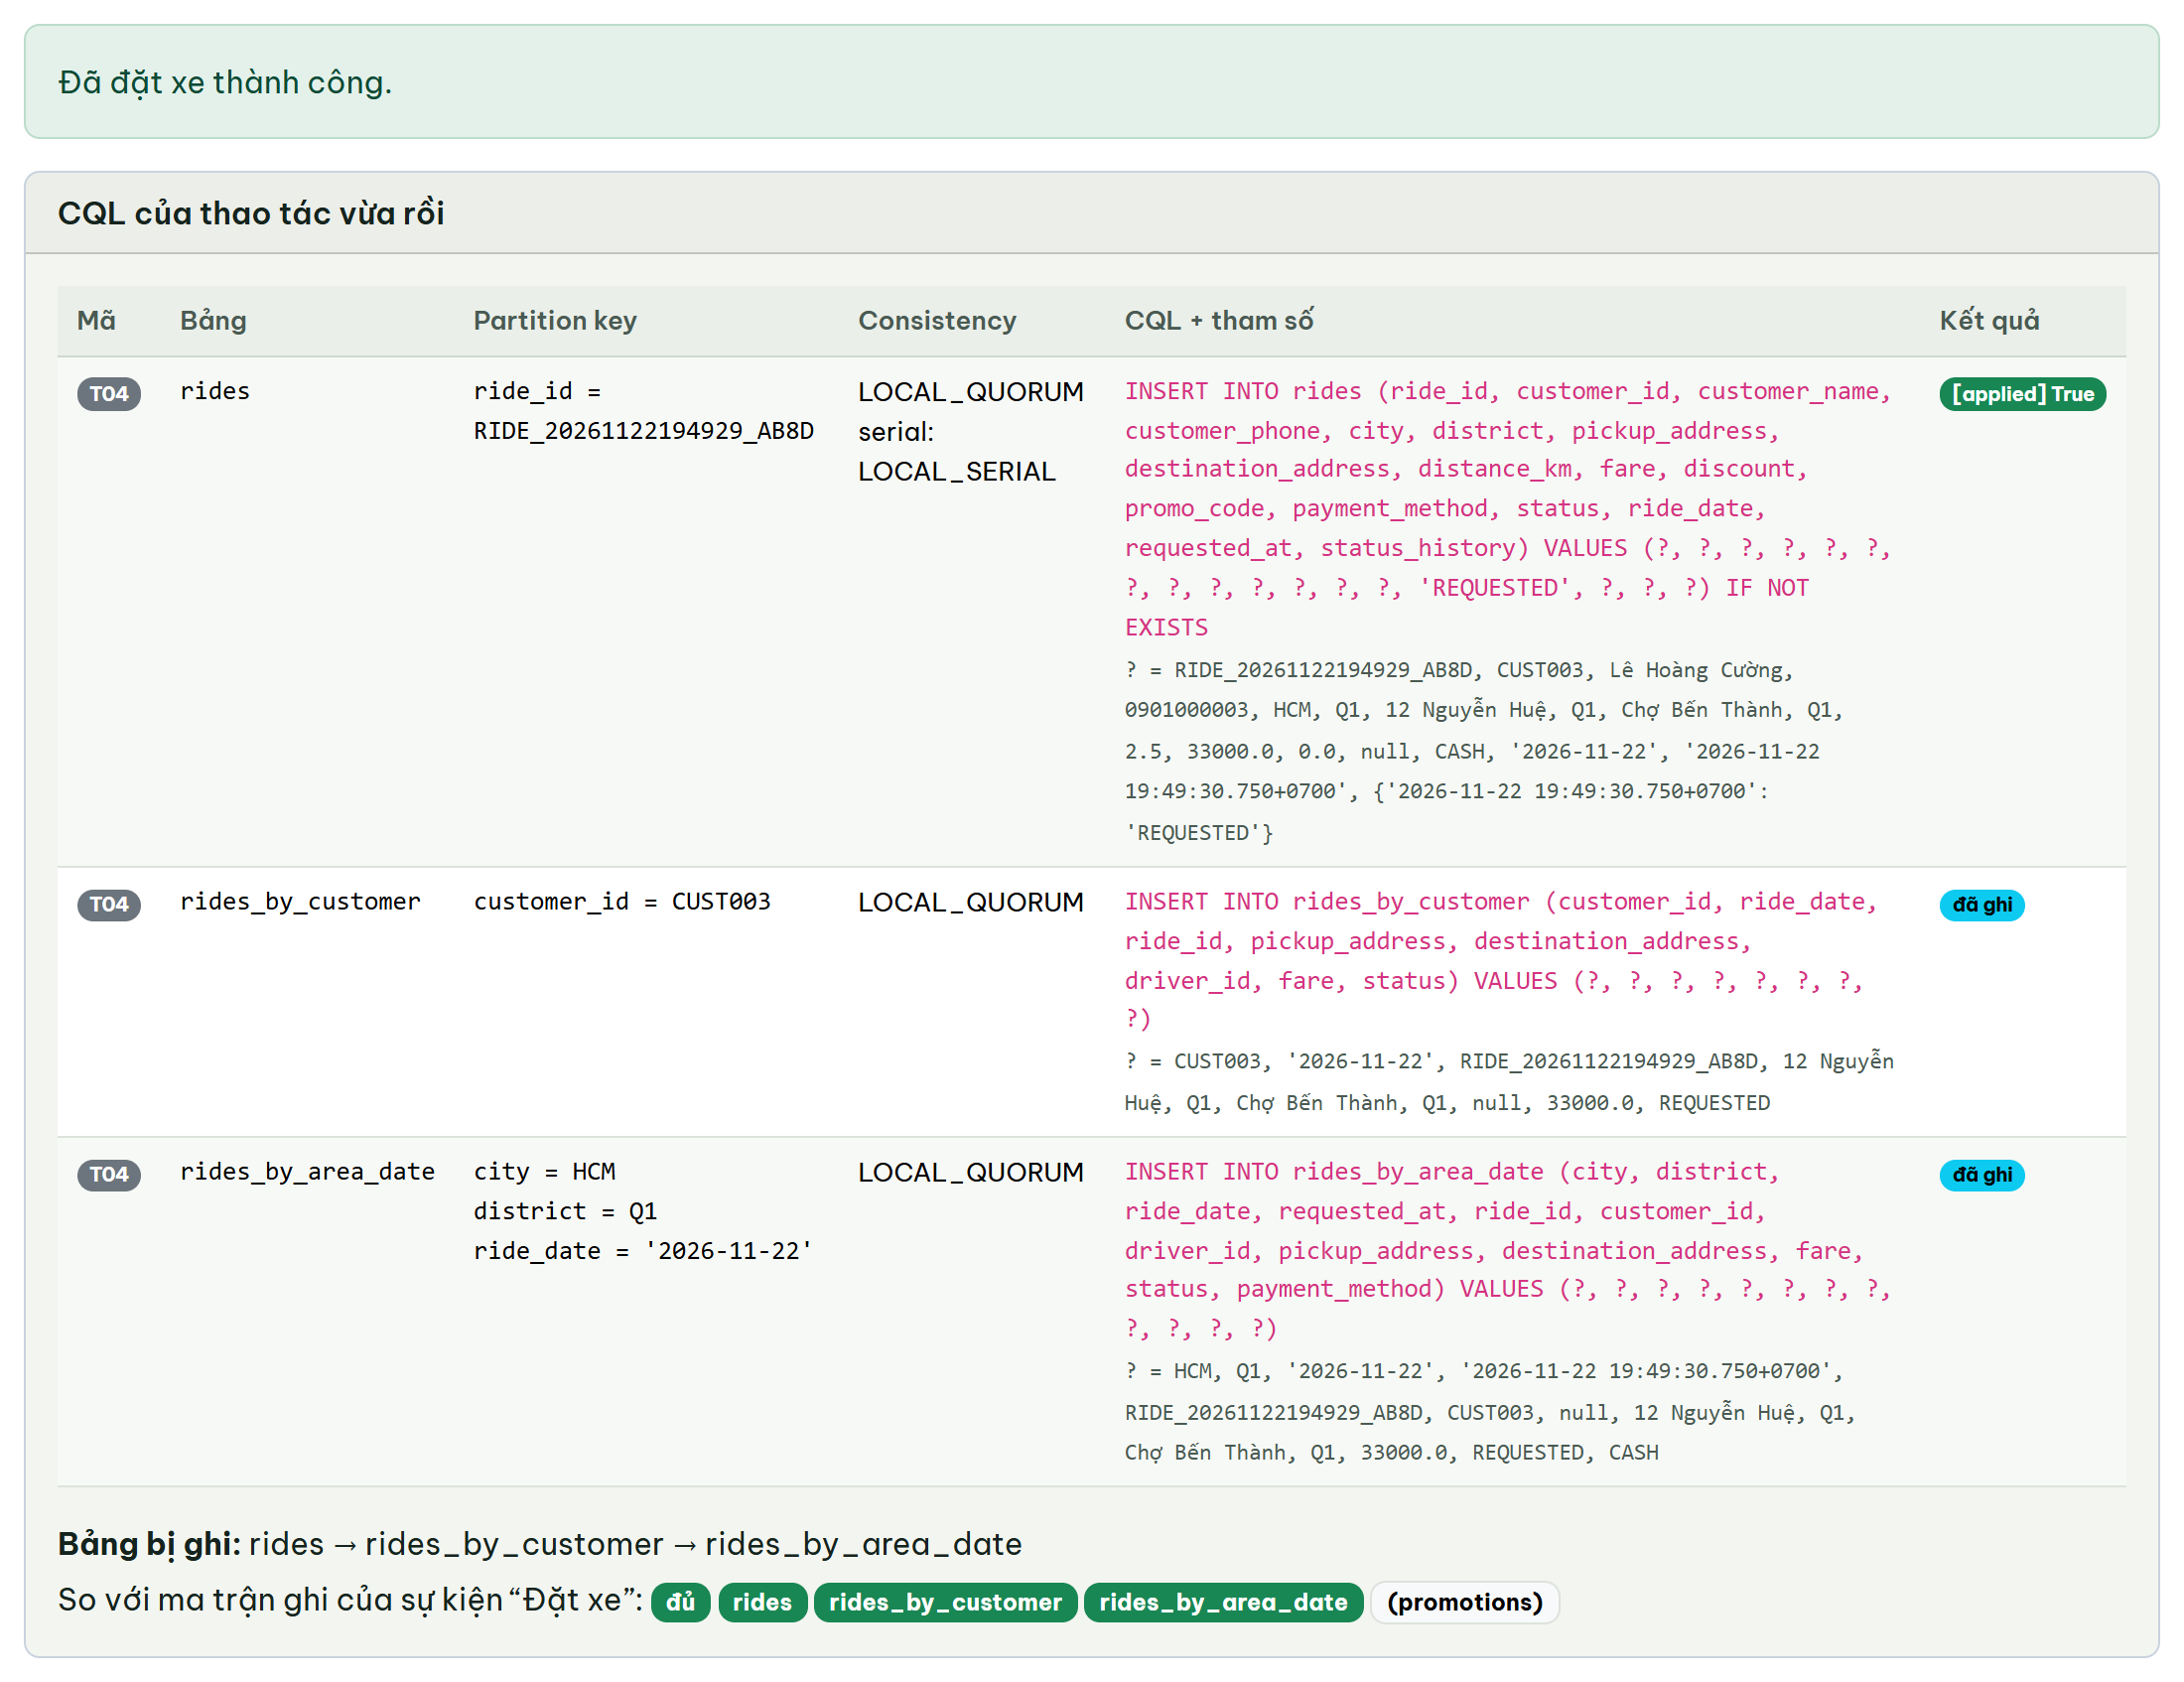 Đã đặt xe thành công.
CQL của thao tác vừa rồi
Mã Bảng Partition key Consistency CQL + tham số Kết quả
T04 rides ride_id = LOCAL_QUORUM INSERT INTO rides (ride_id, customer_id, customer_name, [applied] True
RIDE_20261122194929_AB8D serial: customer_phone, city, district, pickup_address,
LOCAL_SERIAL destination_address, distance_km, fare, discount,
promo_code, payment_method, status, ride_date,
requested_at, status_history) VALUES (?, ?, ?, ?, ?, ?,
?, ?, ?, ?, ?, ?, ?, 'REQUESTED', ?, ?, ?) IF NOT
EXISTS
? = RIDE_20261122194929_AB8D, CUST003, Lê Hoàng Cường,
0901000003, HCM, Q1, 12 Nguyễn Huệ, Q1, Chợ Bến Thành, Q1,
2.5, 33000.0, 0.0, null, CASH, '2026-11-22', '2026-11-22
19:49:30.750+0700', {'2026-11-22 19:49:30.750+0700':
'REQUESTED'}
T04 rides_by_customer customer_id = CUST003 LOCAL_QUORUM INSERT INTO rides_by_customer (customer_id, ride_date, đã ghi
ride_id, pickup_address, destination_address,
driver_id, fare, status) VALUES (?, ?, ?, ?, ?, ?, ?,
?)
? = CUST003, '2026-11-22', RIDE_20261122194929_AB8D, 12 Nguyễn
Huệ, Q1, Chợ Bến Thành, Q1, null, 33000.0, REQUESTED
T04 rides_by_area_date city = HCM LOCAL_QUORUM INSERT INTO rides_by_area_date (city, district, đã ghi
district = Q1 ride_date, requested_at, ride_id, customer_id,
ride_date = '2026-11-22' driver_id, pickup_address, destination_address, fare,
status, payment_method) VALUES (?, ?, ?, ?, ?, ?, ?, ?,
?, ?, ?, ?)
? = HCM, Q1, '2026-11-22', '2026-11-22 19:49:30.750+0700',
RIDE_20261122194929_AB8D, CUST003, null, 12 Nguyễn Huệ, Q1,
Chợ Bến Thành, Q1, 33000.0, REQUESTED, CASH
Bảng bị ghi: rides → rides_by_customer → rides_by_area_date
So với ma trận ghi của sự kiện “Đặt xe”: đủ rides rides_by_customer rides_by_area_date (promotions)